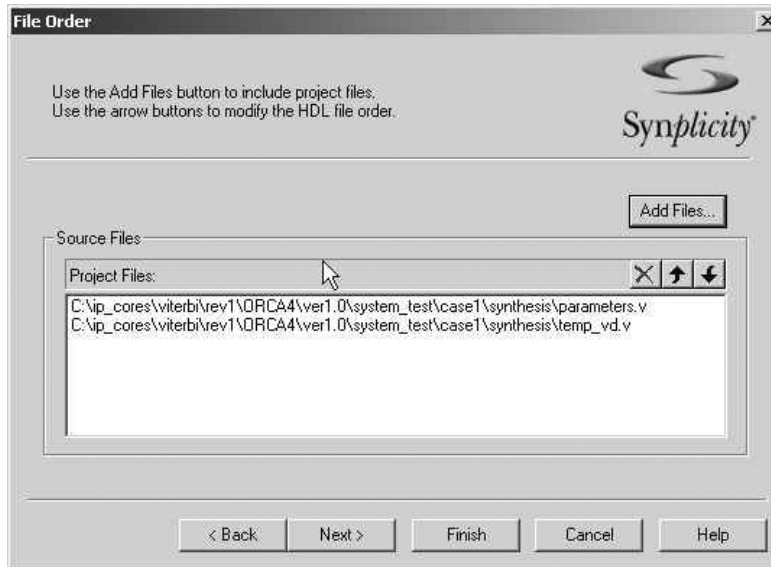 File Order
Use the Add Files button to include project files.
Use the arrow buttons to modify the HDL file order.
Synplicity®
Add Files...
Source Files
Project Files:
C:\ip_cores\viterbi\rev1\ORCA4\ver1.0\system_test\case1\synthesis\parameters.v
C:\ip_cores\viterbi\rev1\ORCA4\ver1.0\system_test\case1\synthesis\temp_vd.v
< Back
Next >
Finish
Cancel
Help